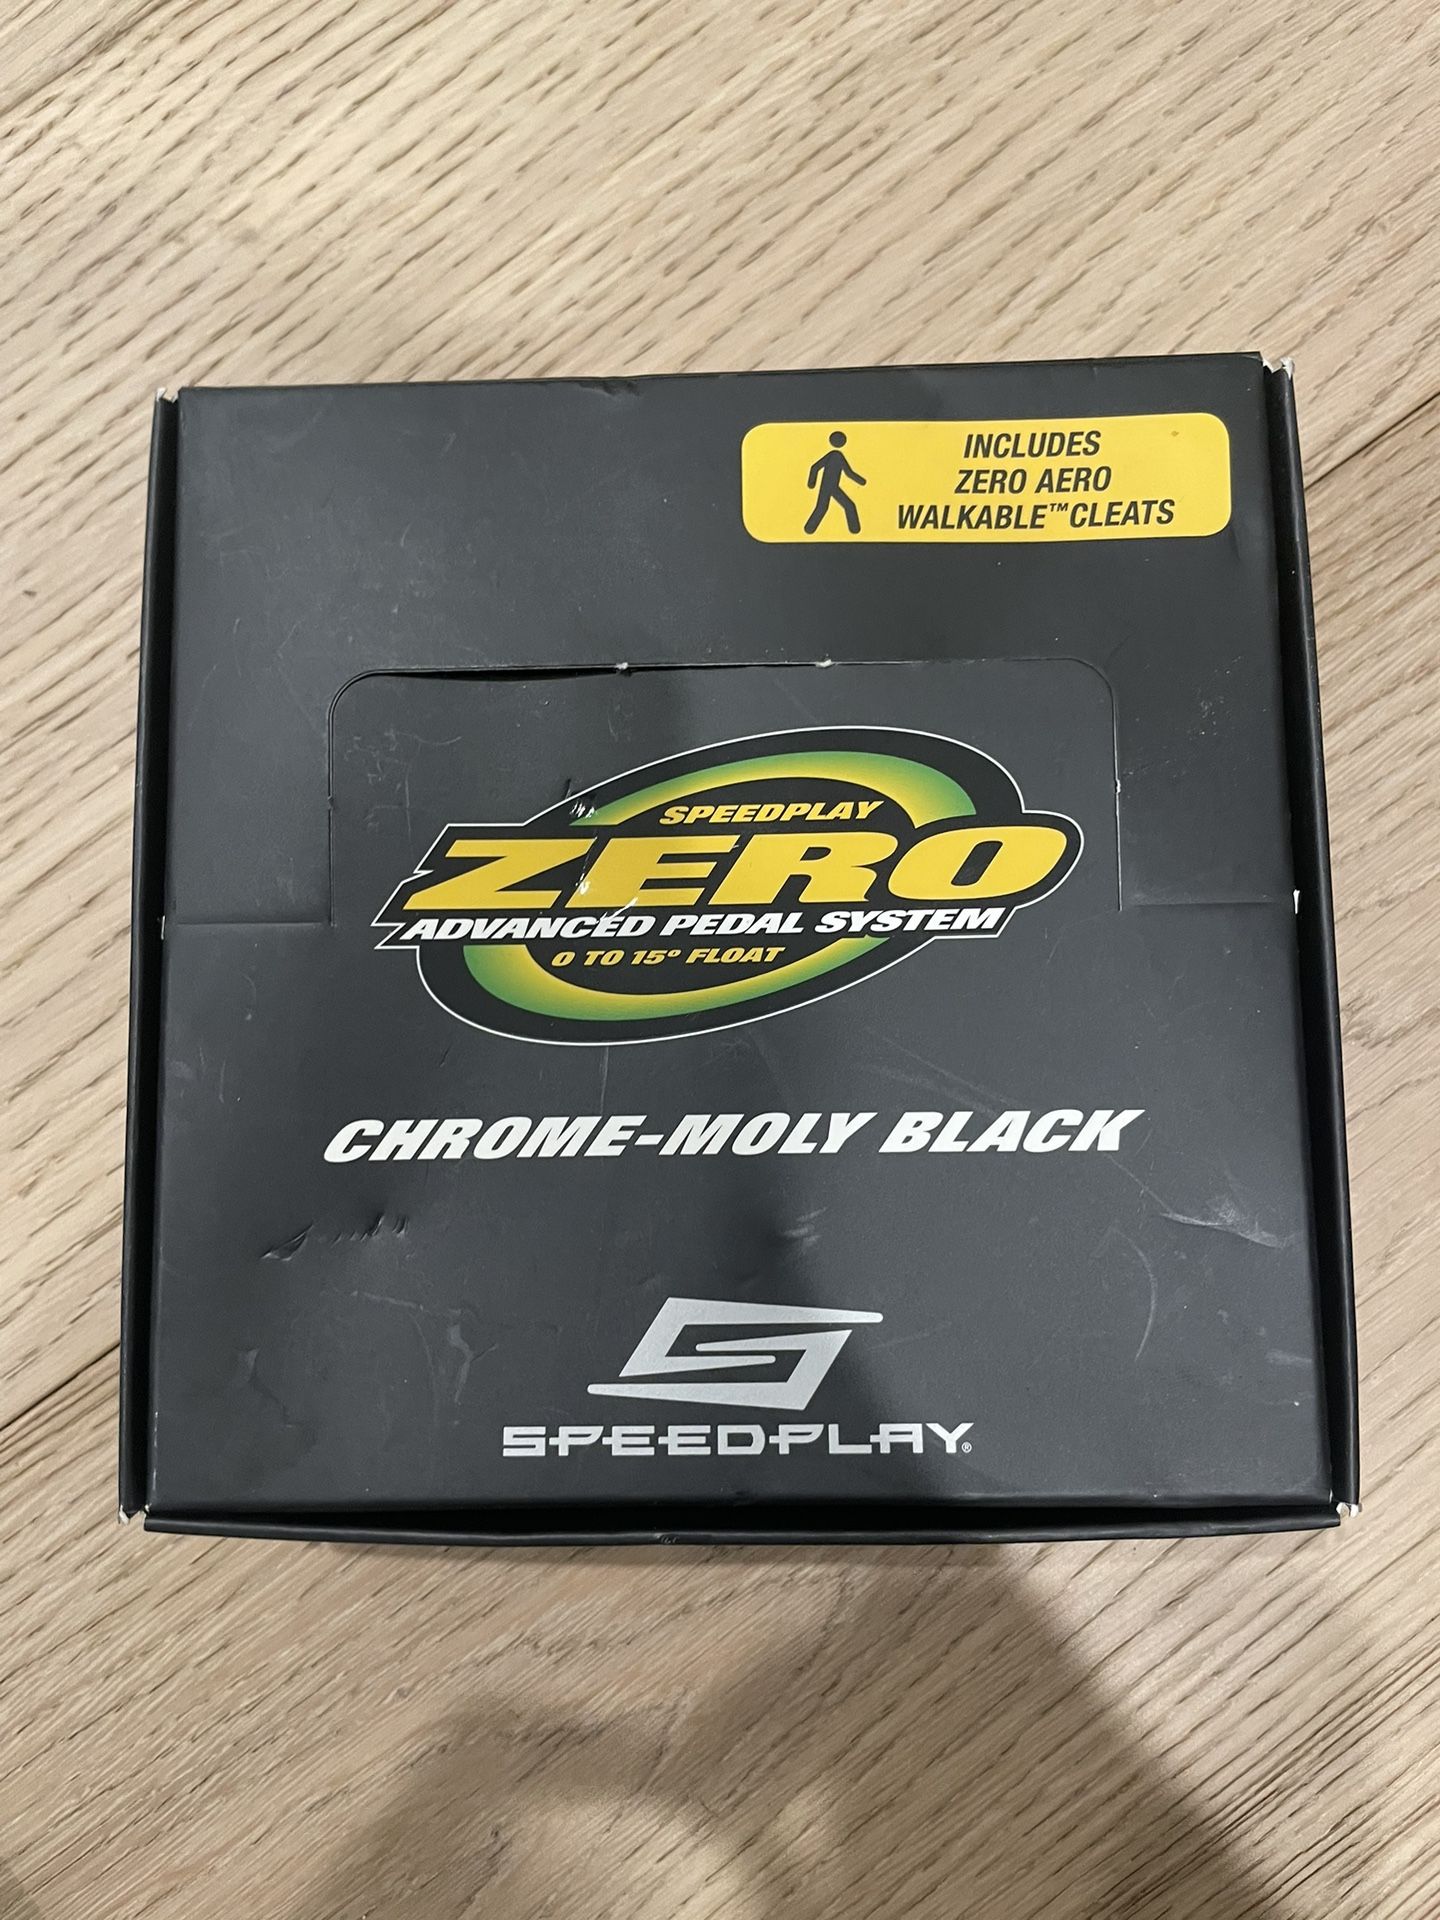 INCLUDES
ZERO AERO
WALKABLE™ CLEATS
SPEEDPLAY
ZERO
ADVANCED PEDAL SYSTEM
0 TO 15° FLOAT
CHROME-MOLY BLACK
SPEEDPLAY®